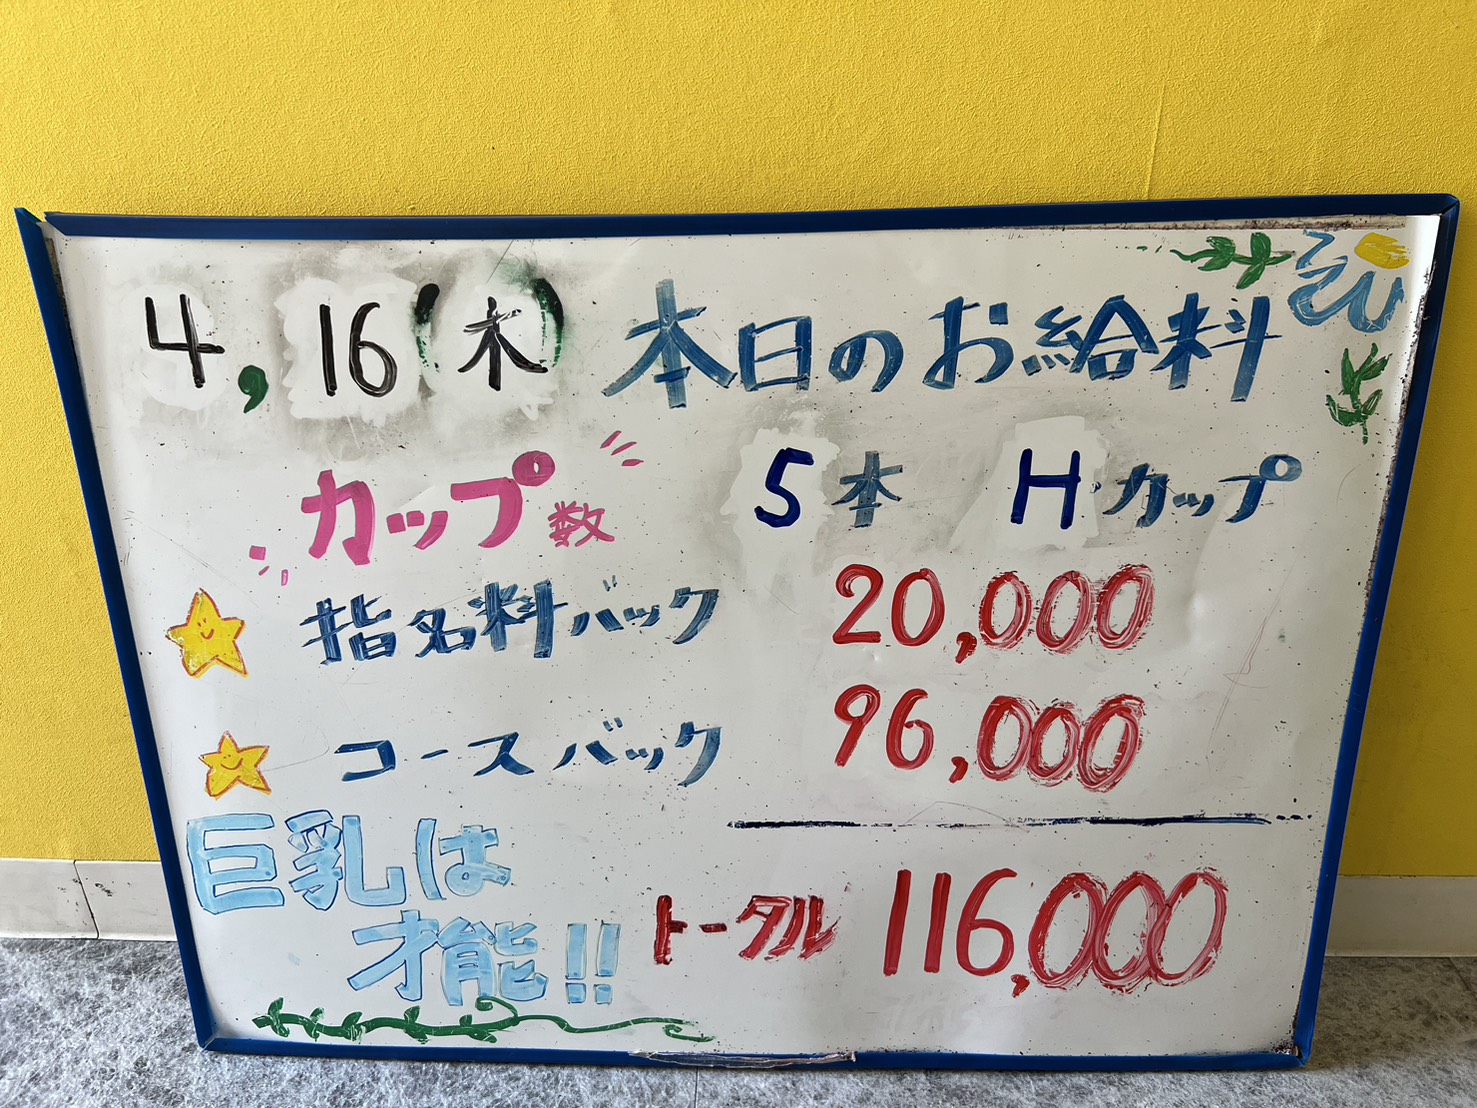 4,16(木) 本日のお給料
カップ数 5本 Hカップ
指名料バック 20,000
コースバック 96,000
巨乳は
才能!!
トータル 116,000